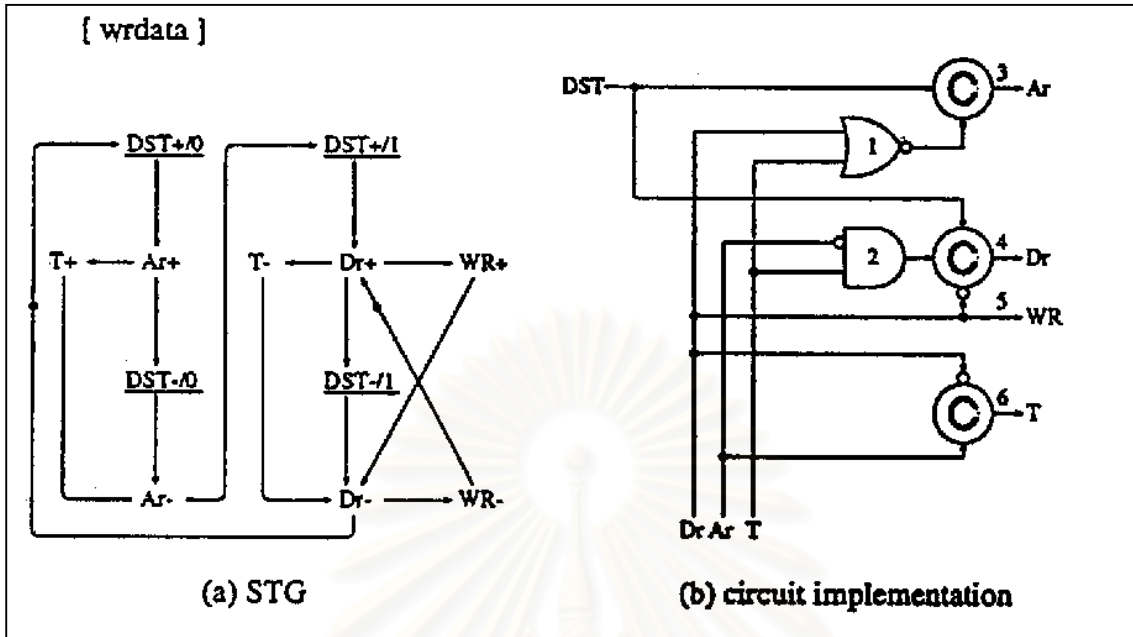 [ wrdata ]
DST+/0 DST+/1
T+ Ar+ T- Dr+ WR+
DST-/0 DST-/1
Ar- Dr- WR-
(a) STG
DST
C 3 Ar
1
C 4 Dr
2
5 WR
C 6 T
Dr Ar T
(b) circuit implementation